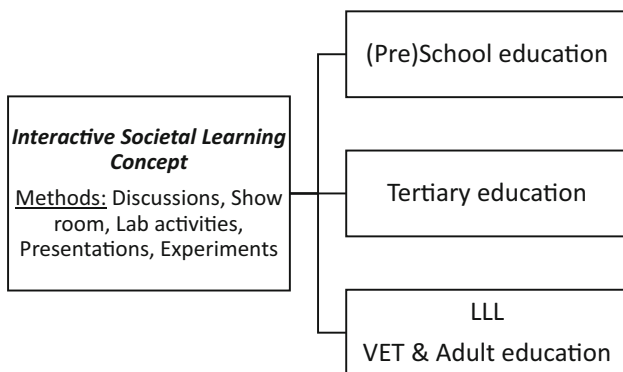 Interactive Societal Learning
Concept
Methods: Discussions, Show
room, Lab activities,
Presentations, Experiments
(Pre)School education
Tertiary education
LLL
VET & Adult education